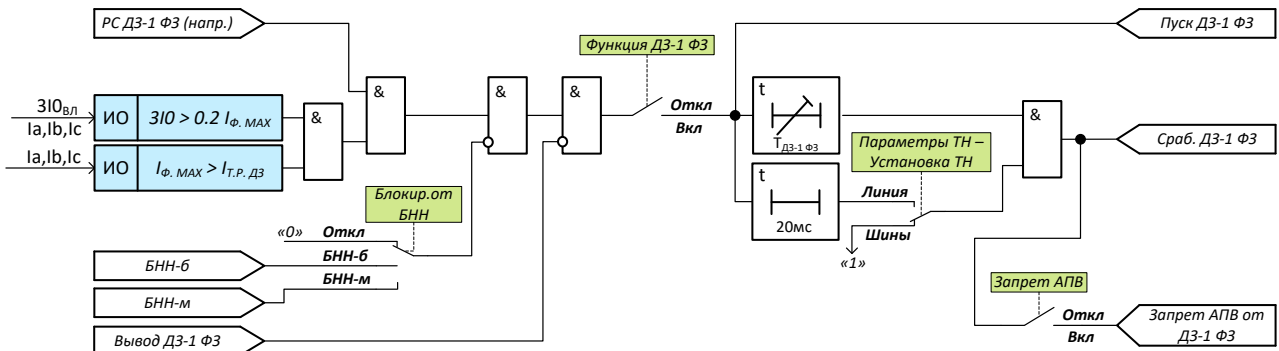 РС ДЗ-1 ФЗ (напр.)
Пуск ДЗ-1 ФЗ
Функция ДЗ-1 ФЗ
&
&
&
3I0ВЛ
Ia,Ib,Ic
ИО
3I0 > 0.2 IФ. MAX
&
Откл
Вкл
t
TДЗ-1 ФЗ
&
Сраб. ДЗ-1 ФЗ
Параметры ТН –
Установка ТН
Ia,Ib,Ic
ИО
IФ. MAX > IТ.Р. ДЗ
t
20мс
Линия
Шины
«1»
Блокир.от
БНН
«0»
Откл
БНН-б
БНН-б
БНН-м
БНН-м
Запрет АПВ
Откл
Вкл
Запрет АПВ от
ДЗ-1 ФЗ
Вывод ДЗ-1 ФЗ